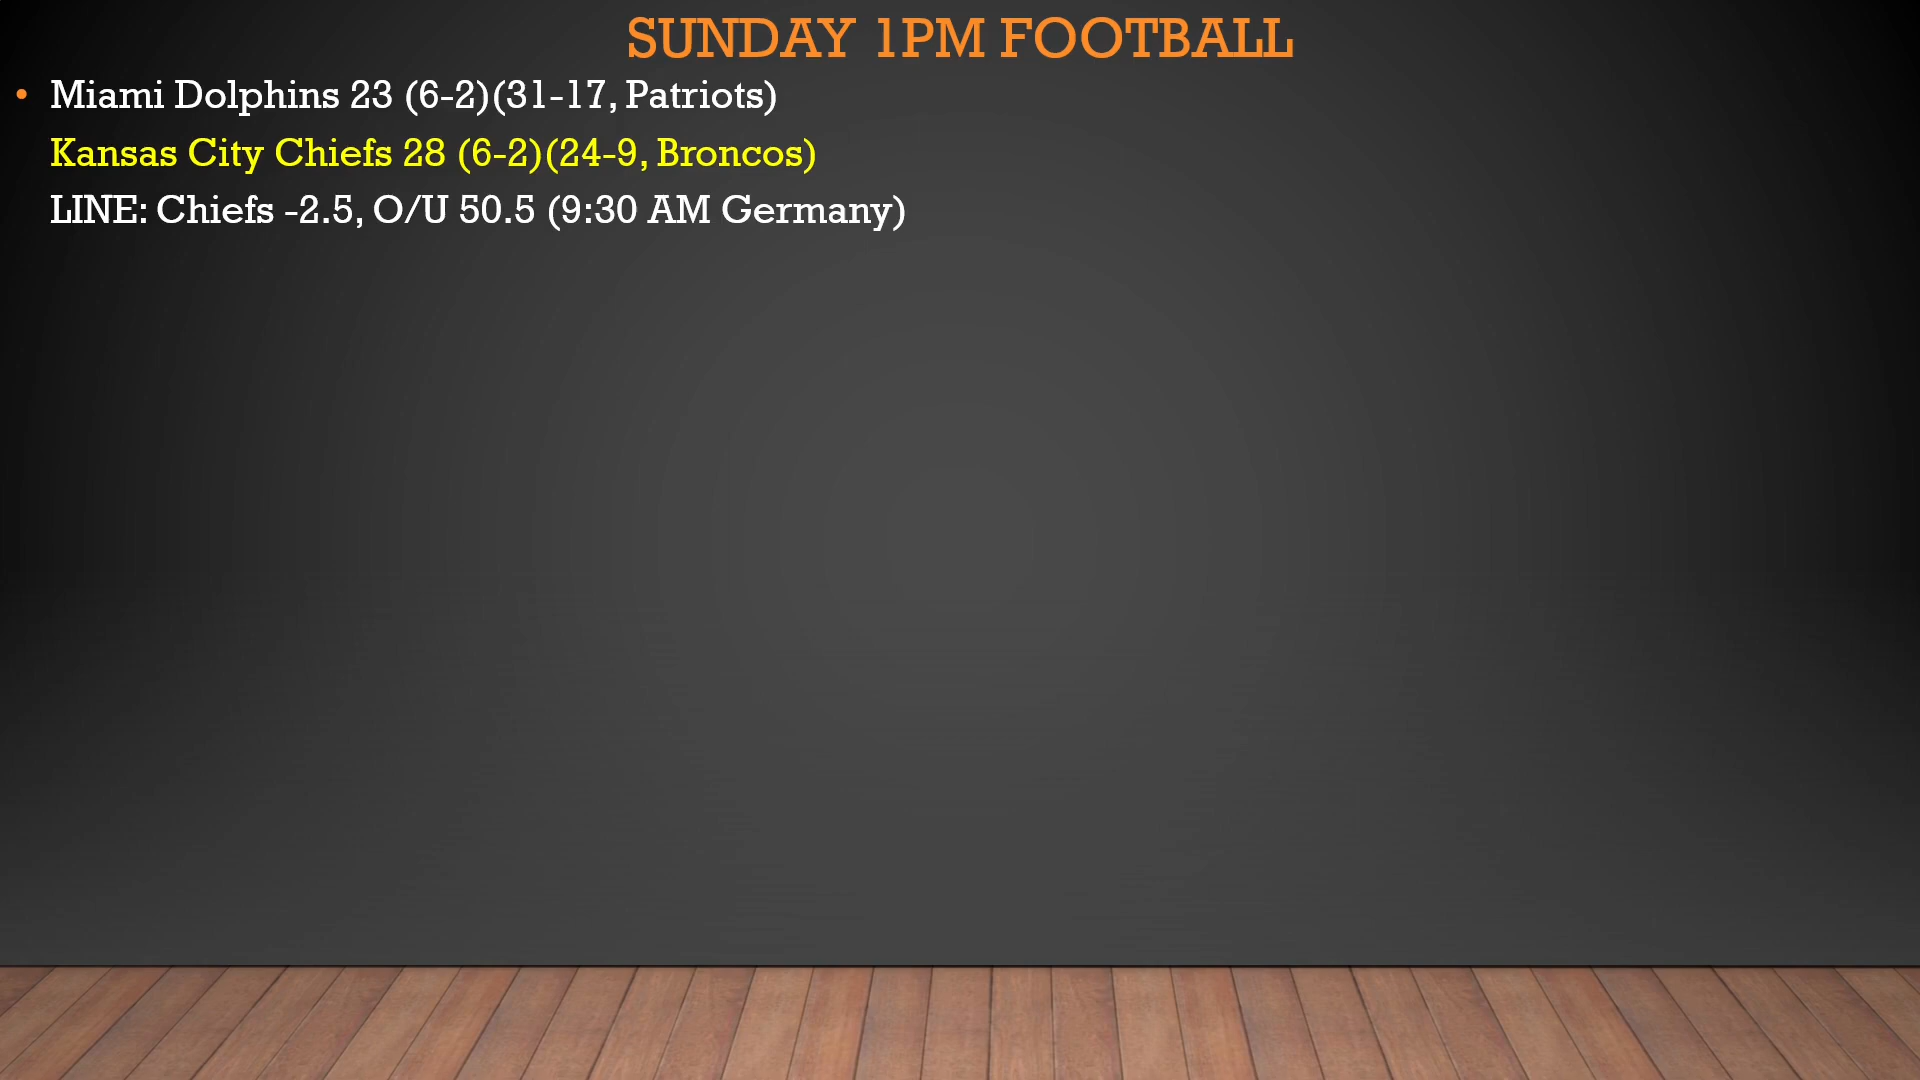 SUNDAY 1PM FOOTBALL
• Miami Dolphins 23 (6-2)(31-17, Patriots)
Kansas City Chiefs 28 (6-2)(24-9, Broncos)
LINE: Chiefs -2.5, O/U 50.5 (9:30 AM Germany)